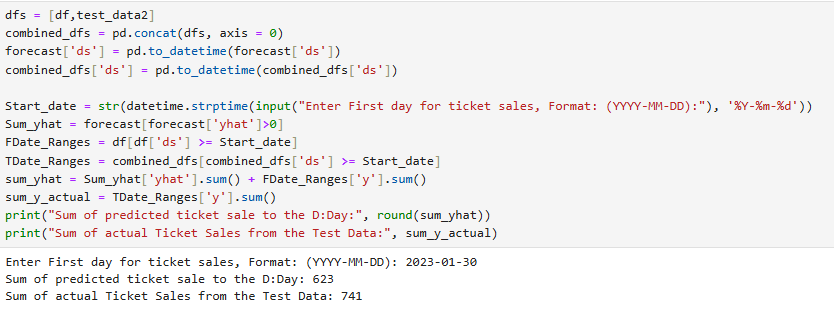 dfs = [df,test_data2]
combined_dfs = pd.concat(dfs, axis = 0)
forecast['ds'] = pd.to_datetime(forecast['ds'])
combined_dfs['ds'] = pd.to_datetime(combined_dfs['ds'])
Start_date = str(datetime.strptime(input("Enter First day for ticket sales, Format: (YYYY-MM-DD):"), '%Y-%m-%d'))
Sum_yhat = forecast[forecast['yhat']>0]
FDate_Ranges = df[df['ds'] >= Start_date]
TDate_Ranges = combined_dfs[combined_dfs['ds'] >= Start_date]
sum_yhat = Sum_yhat['yhat'].sum() + FDate_Ranges['y'].sum()
sum_y_actual = TDate_Ranges['y'].sum()
print("Sum of predicted ticket sale to the D:Day:", round(sum_yhat))
print("Sum of actual Ticket Sales from the Test Data:", sum_y_actual)
Enter First day for ticket sales, Format: (YYYY-MM-DD): 2023-01-30
Sum of predicted ticket sale to the D:Day: 623
Sum of actual Ticket Sales from the Test Data: 741